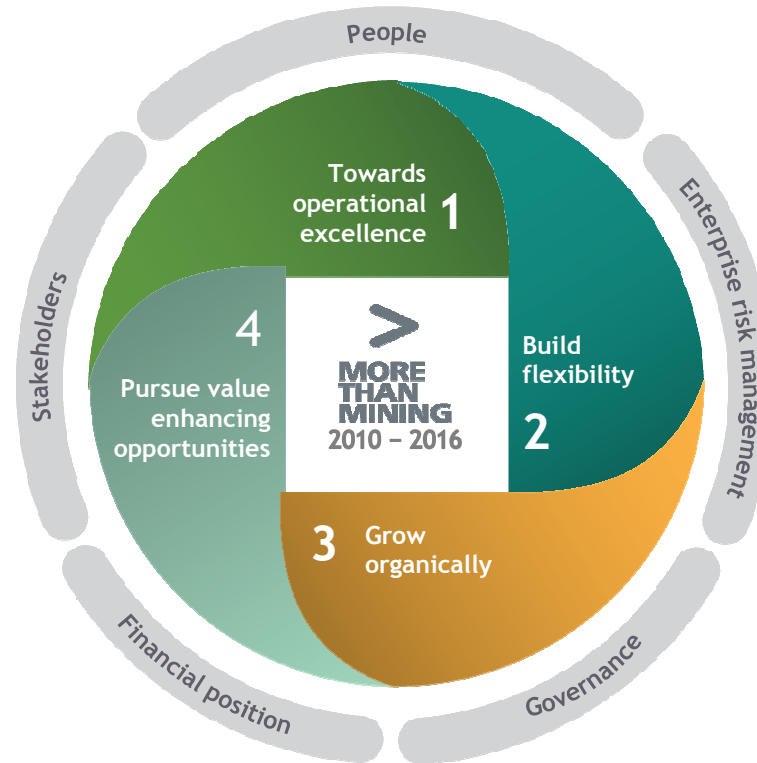 People
Towards
operational
excellence
1
Enterprise risk management
Stakeholders
4
Pursue value
enhancing
opportunities
>
MORE
THAN
MINING
2010 – 2016
Build
flexibility
2
3
Grow
organically
Financial position
Governance